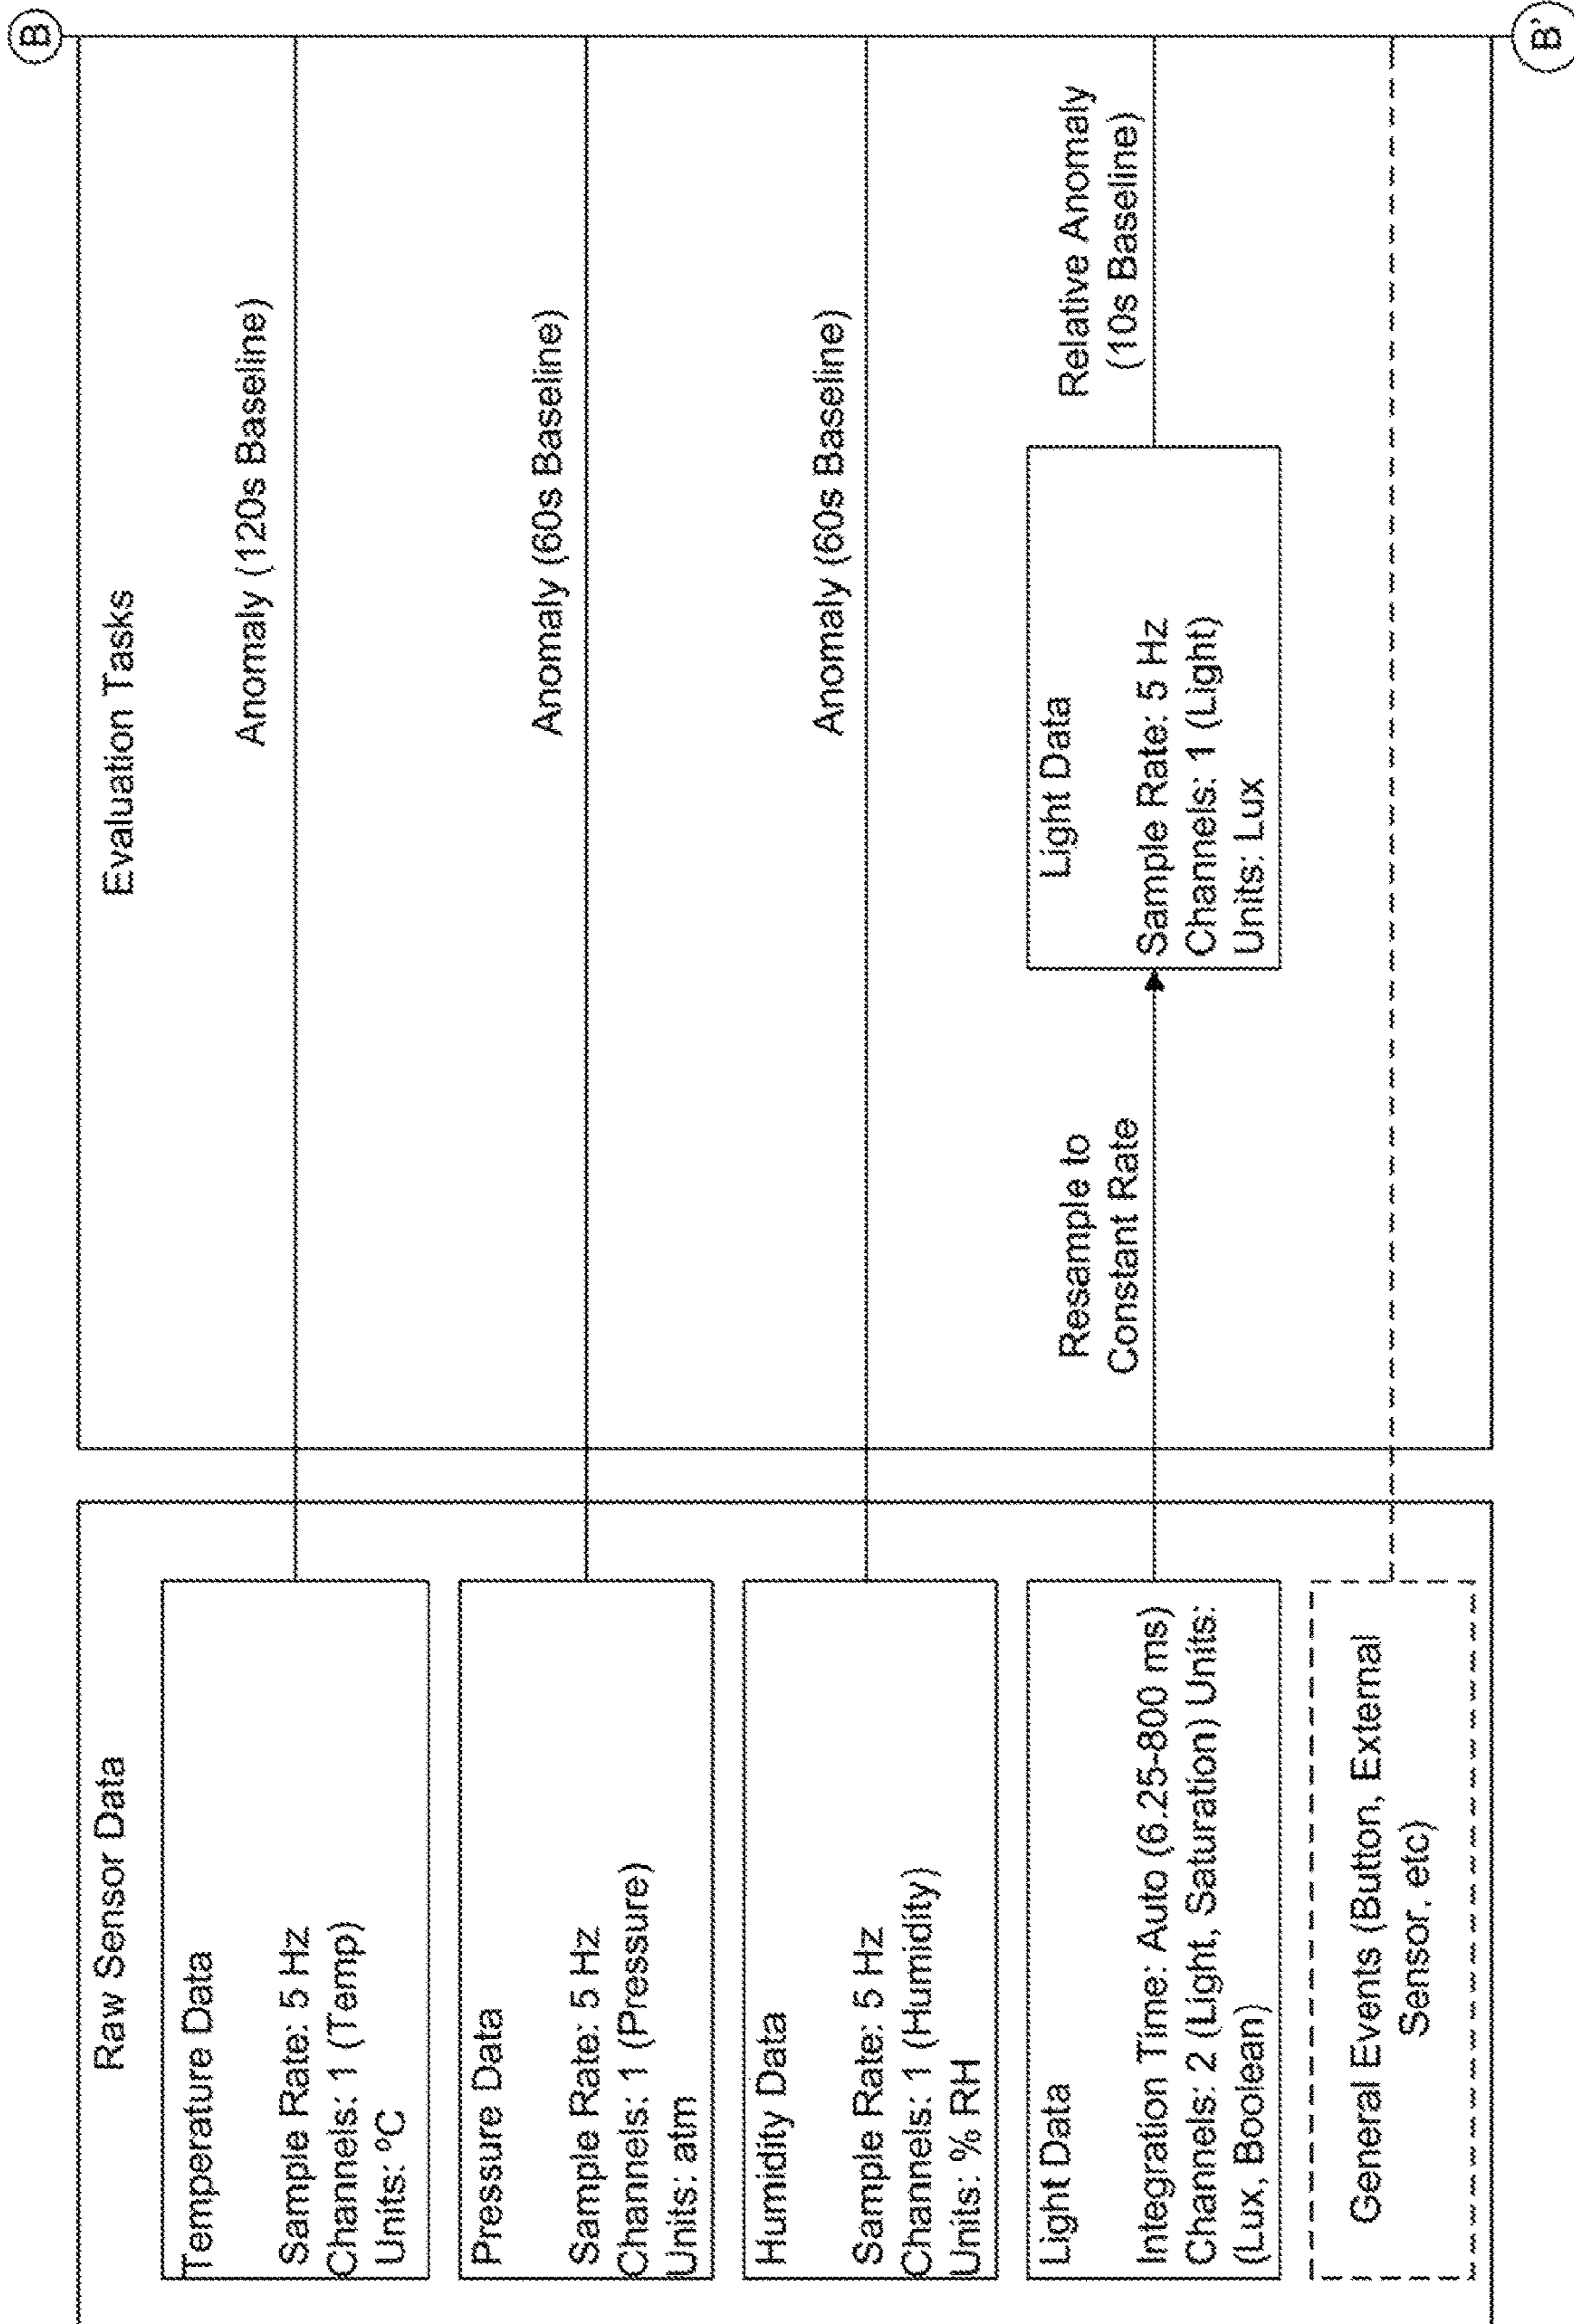 Raw Sensor Data
Temperature Data
Sample Rate: 5 Hz
Channels: 1 (Temp)
Units: ºC
Pressure Data
Sample Rate: 5 Hz
Channels: 1 (Pressure)
Units: atm
Humidity Data
Sample Rate: 5 Hz
Channels: 1 (Humidity)
Units: % RH
Light Data
Integration Time: Auto (6.25-800 ms)
Channels: 2 (Light, Saturation) Units:
(Lux, Boolean)
General Events (Button, External
Sensor, etc)
Evaluation Tasks
Anomaly (120s Baseline)
Anomaly (60s Baseline)
Anomaly (60s Baseline)
Resample to
Constant Rate
Light Data
Sample Rate: 5 Hz
Channels: 1 (Light)
Units: Lux
Relative Anomaly
(10s Baseline)
B
B'